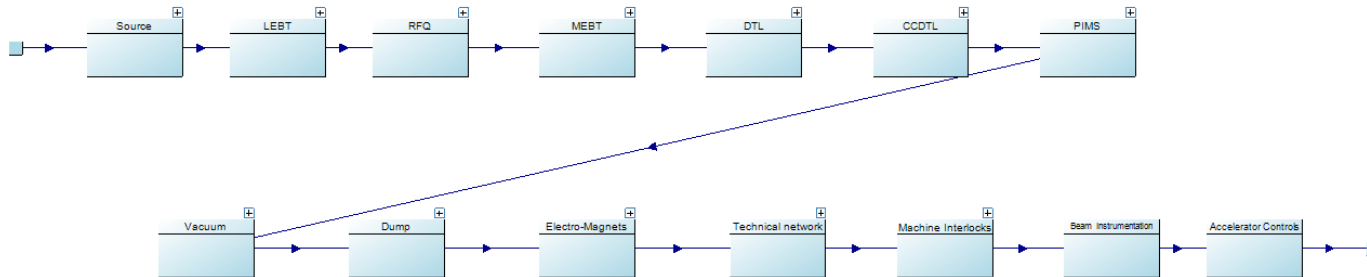 Source
LEBT
RFQ
MEBT
DTL
CCDTL
PIMS
Vacuum
Dump
Electro-Magnets
Technical network
Machine Interlocks
Beam Instrumentation
Accelerator Controls